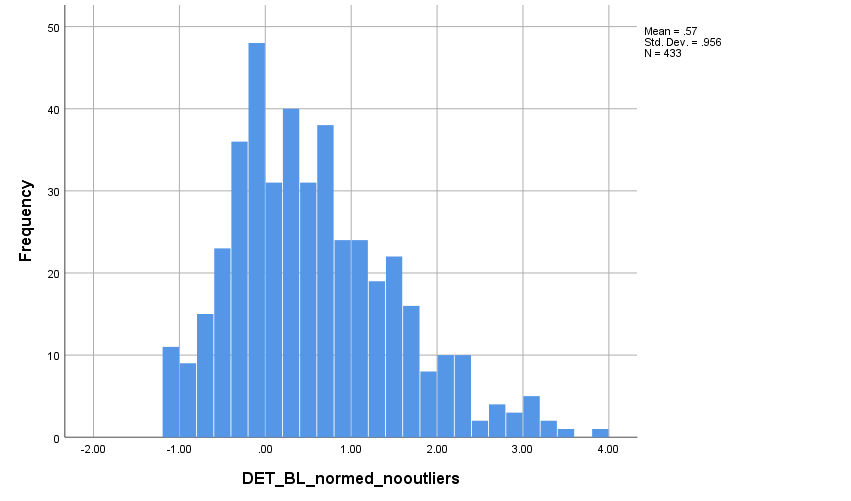 Mean = .57
Std. Dev. = .956
N = 433
50
40
30
20
10
0
Frequency
-2.00 -1.00 .00 1.00 2.00 3.00 4.00
DET_BL_normed_nooutliers